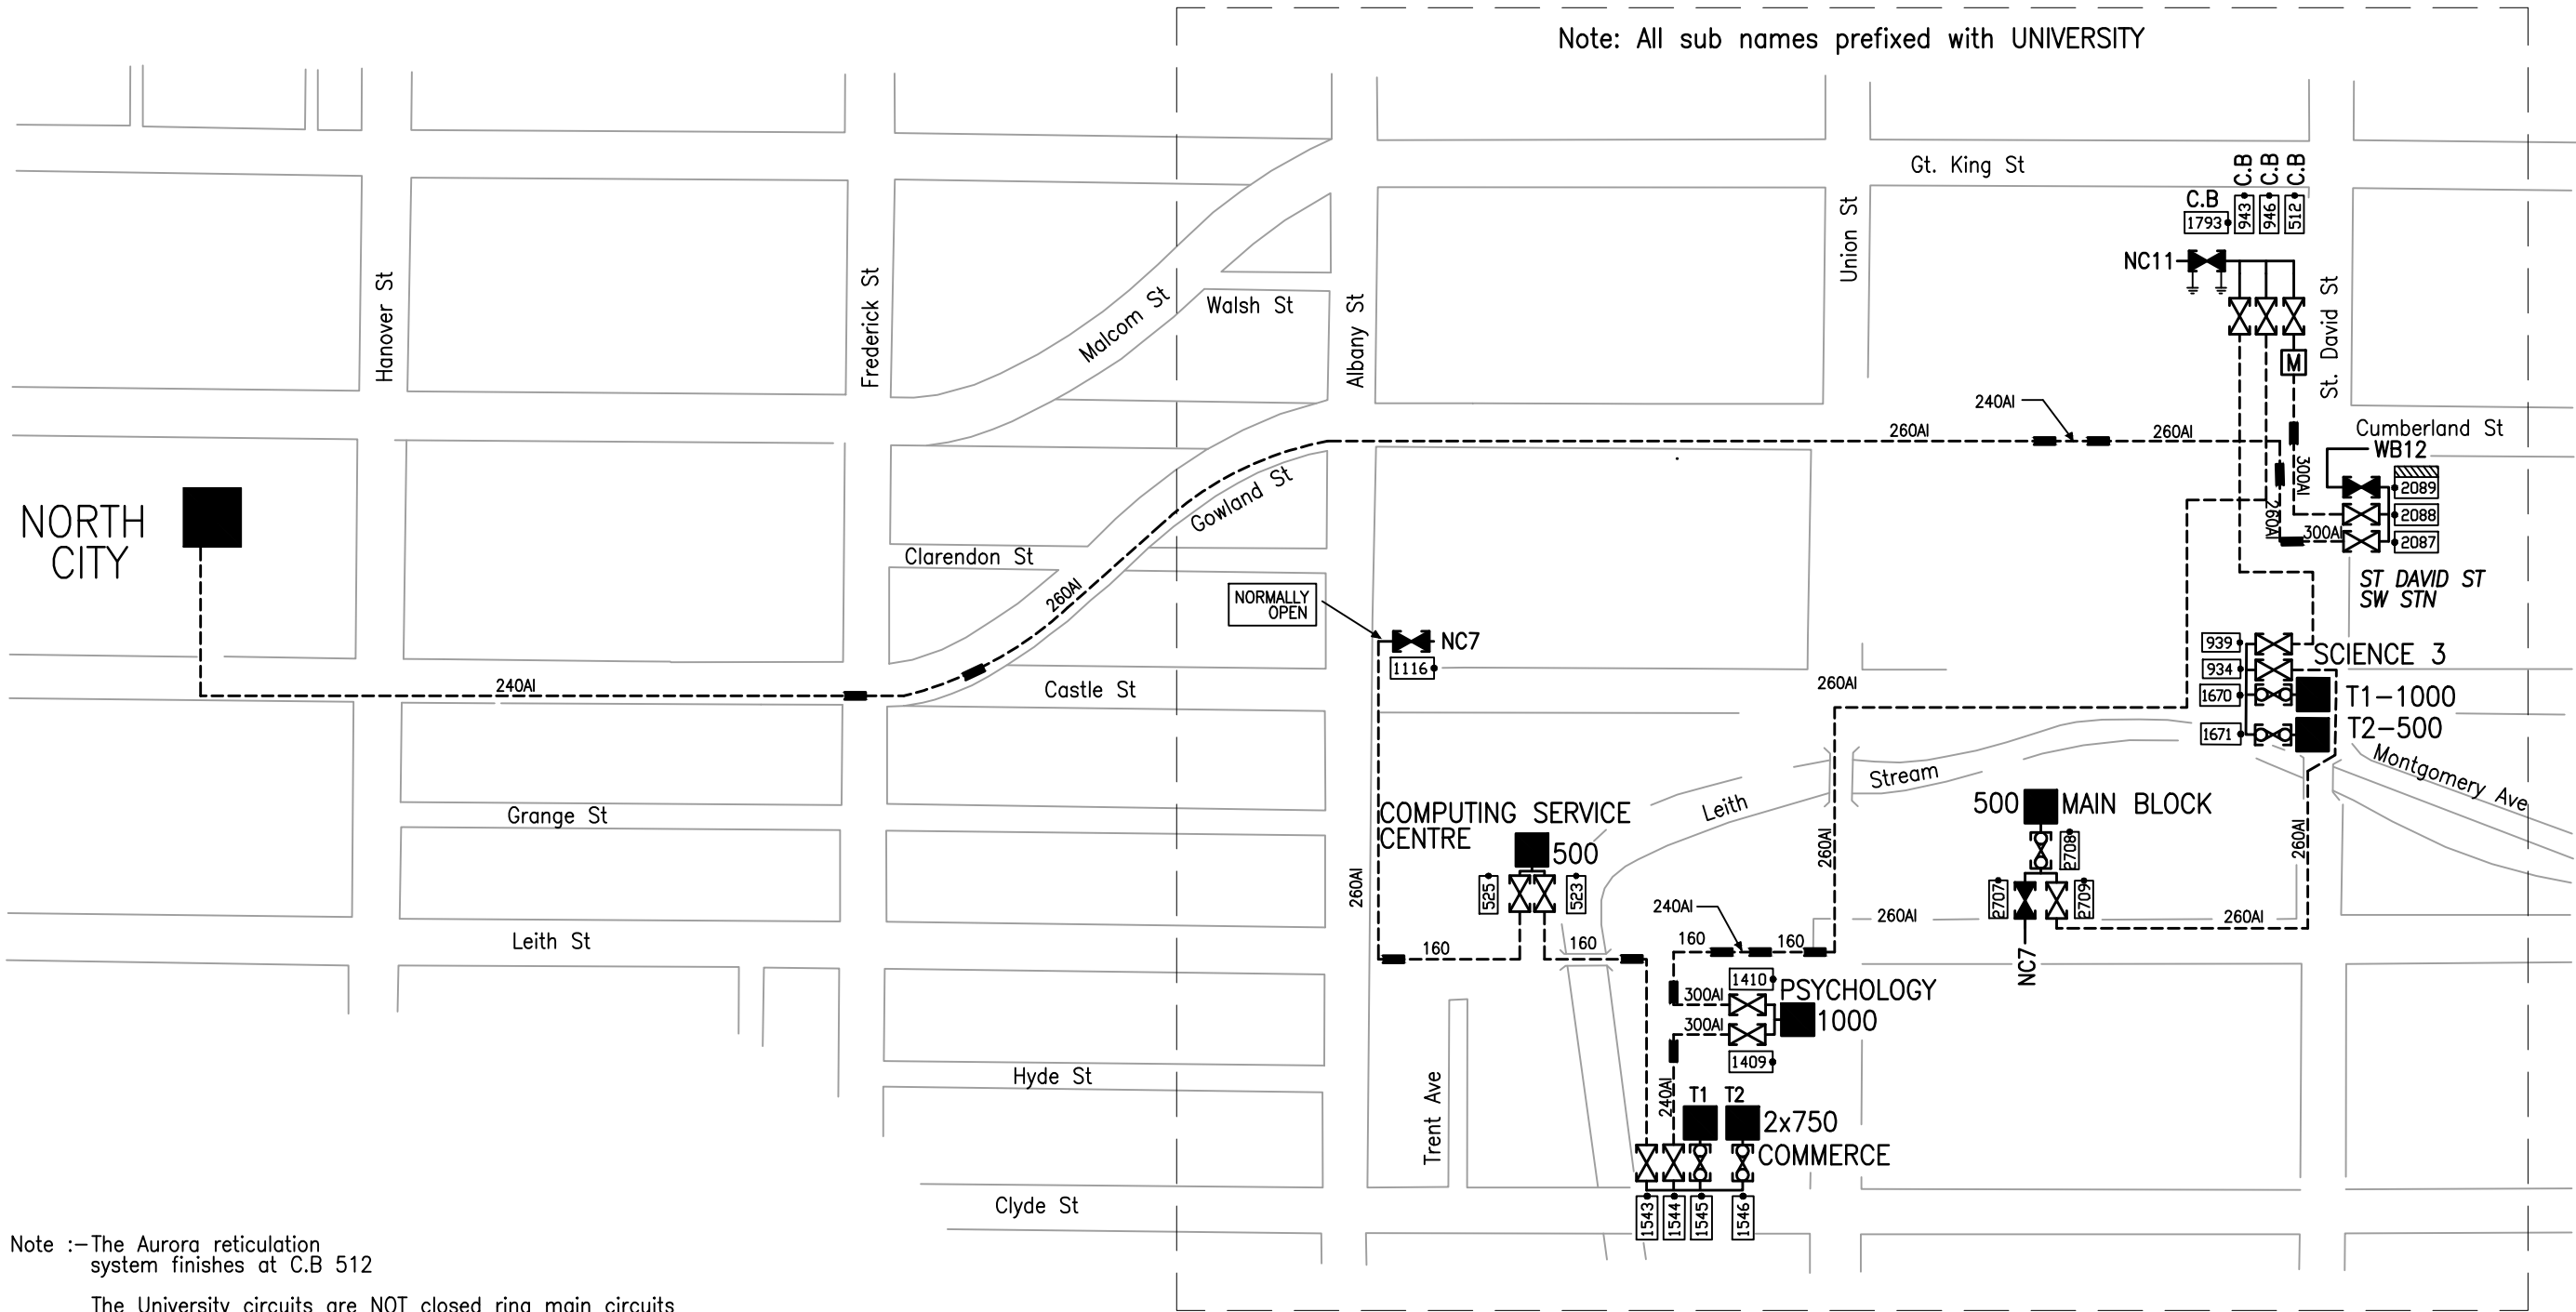 Note: All sub names prefixed with UNIVERSITY
Gt. King St
C.B
C.B
C.B
C.B
1793
943
946
512
NC11
M
Hanover St
Frederick St
Malcom St
Walsh St
Albany St
Union St
St. David St
240Al
260Al
260Al
Cumberland St
WB12
300Al
2089
2088
2087
260Al
300Al
ST DAVID ST
SW STN
NORTH
CITY
Gowland St
Clarendon St
260Al
NORMALLY
OPEN
NC7
1116
939
934
1670
1671
SCIENCE 3
T1-1000
T2-500
240Al
Castle St
260Al
Montgomery Ave
Leith
Stream
Grange St
COMPUTING SERVICE
CENTRE
500
525
523
500
MAIN BLOCK
2708
2707
2709
260Al
260Al
260Al
260Al
260Al
NC7
Leith St
160
160
240Al
160
160
1410
PSYCHOLOGY
1000
300Al
300Al
1409
240Al
Hyde St
Trent Ave
T1
T2
2x750
COMMERCE
1543
1544
1545
1546
Clyde St
Note :-The Aurora reticulation
system finishes at C.B 512
The University circuits are NOT closed ring main circuits